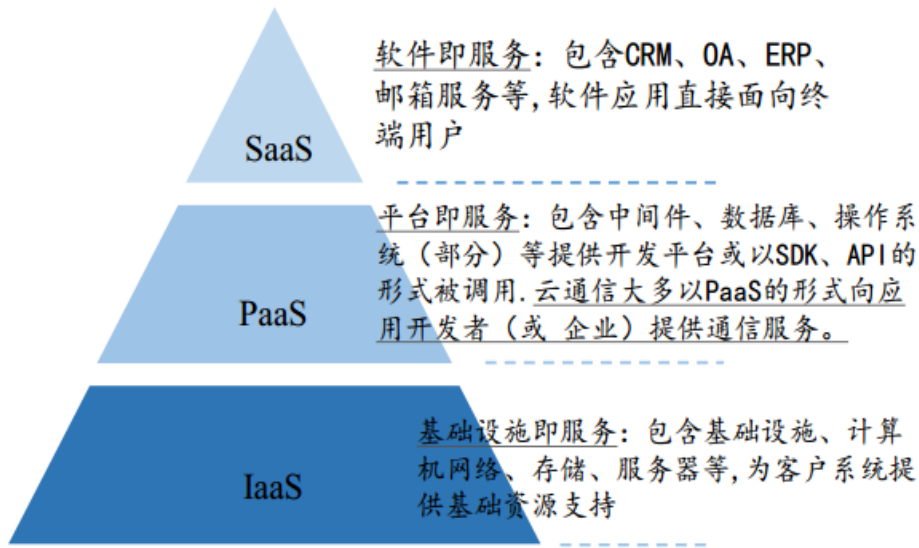 软件即服务：包含CRM、OA、ERP、
邮箱服务等,软件应用直接面向终
端用户
SaaS
平台即服务：包含中间件、数据库、操作系
统（部分）等提供开发平台或以SDK、API的
形式被调用.云通信大多以PaaS的形式向应
用开发者（或 企业）提供通信服务。
PaaS
基础设施即服务：包含基础设施、计算
机网络、存储、服务器等,为客户系统提
供基础资源支持
IaaS